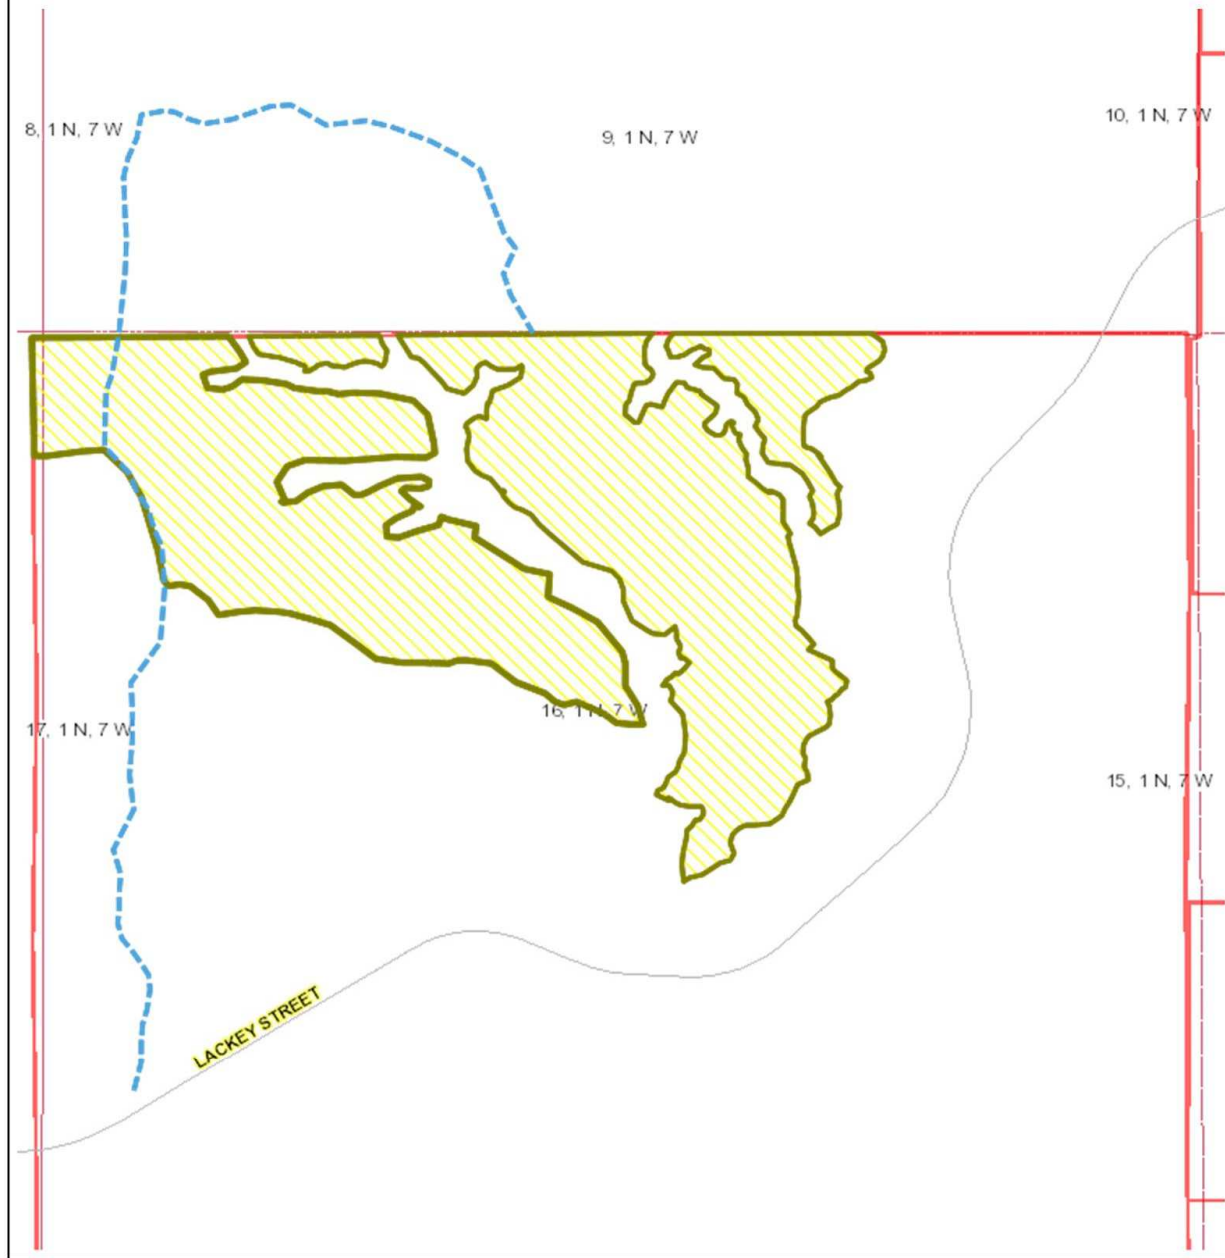 10, 1 N, 7 W
8, 1 N, 7 W
9, 1 N, 7 W
16, 1 N, 7 W
17, 1 N, 7 W
15, 1 N, 7 W
LACKEY STREET